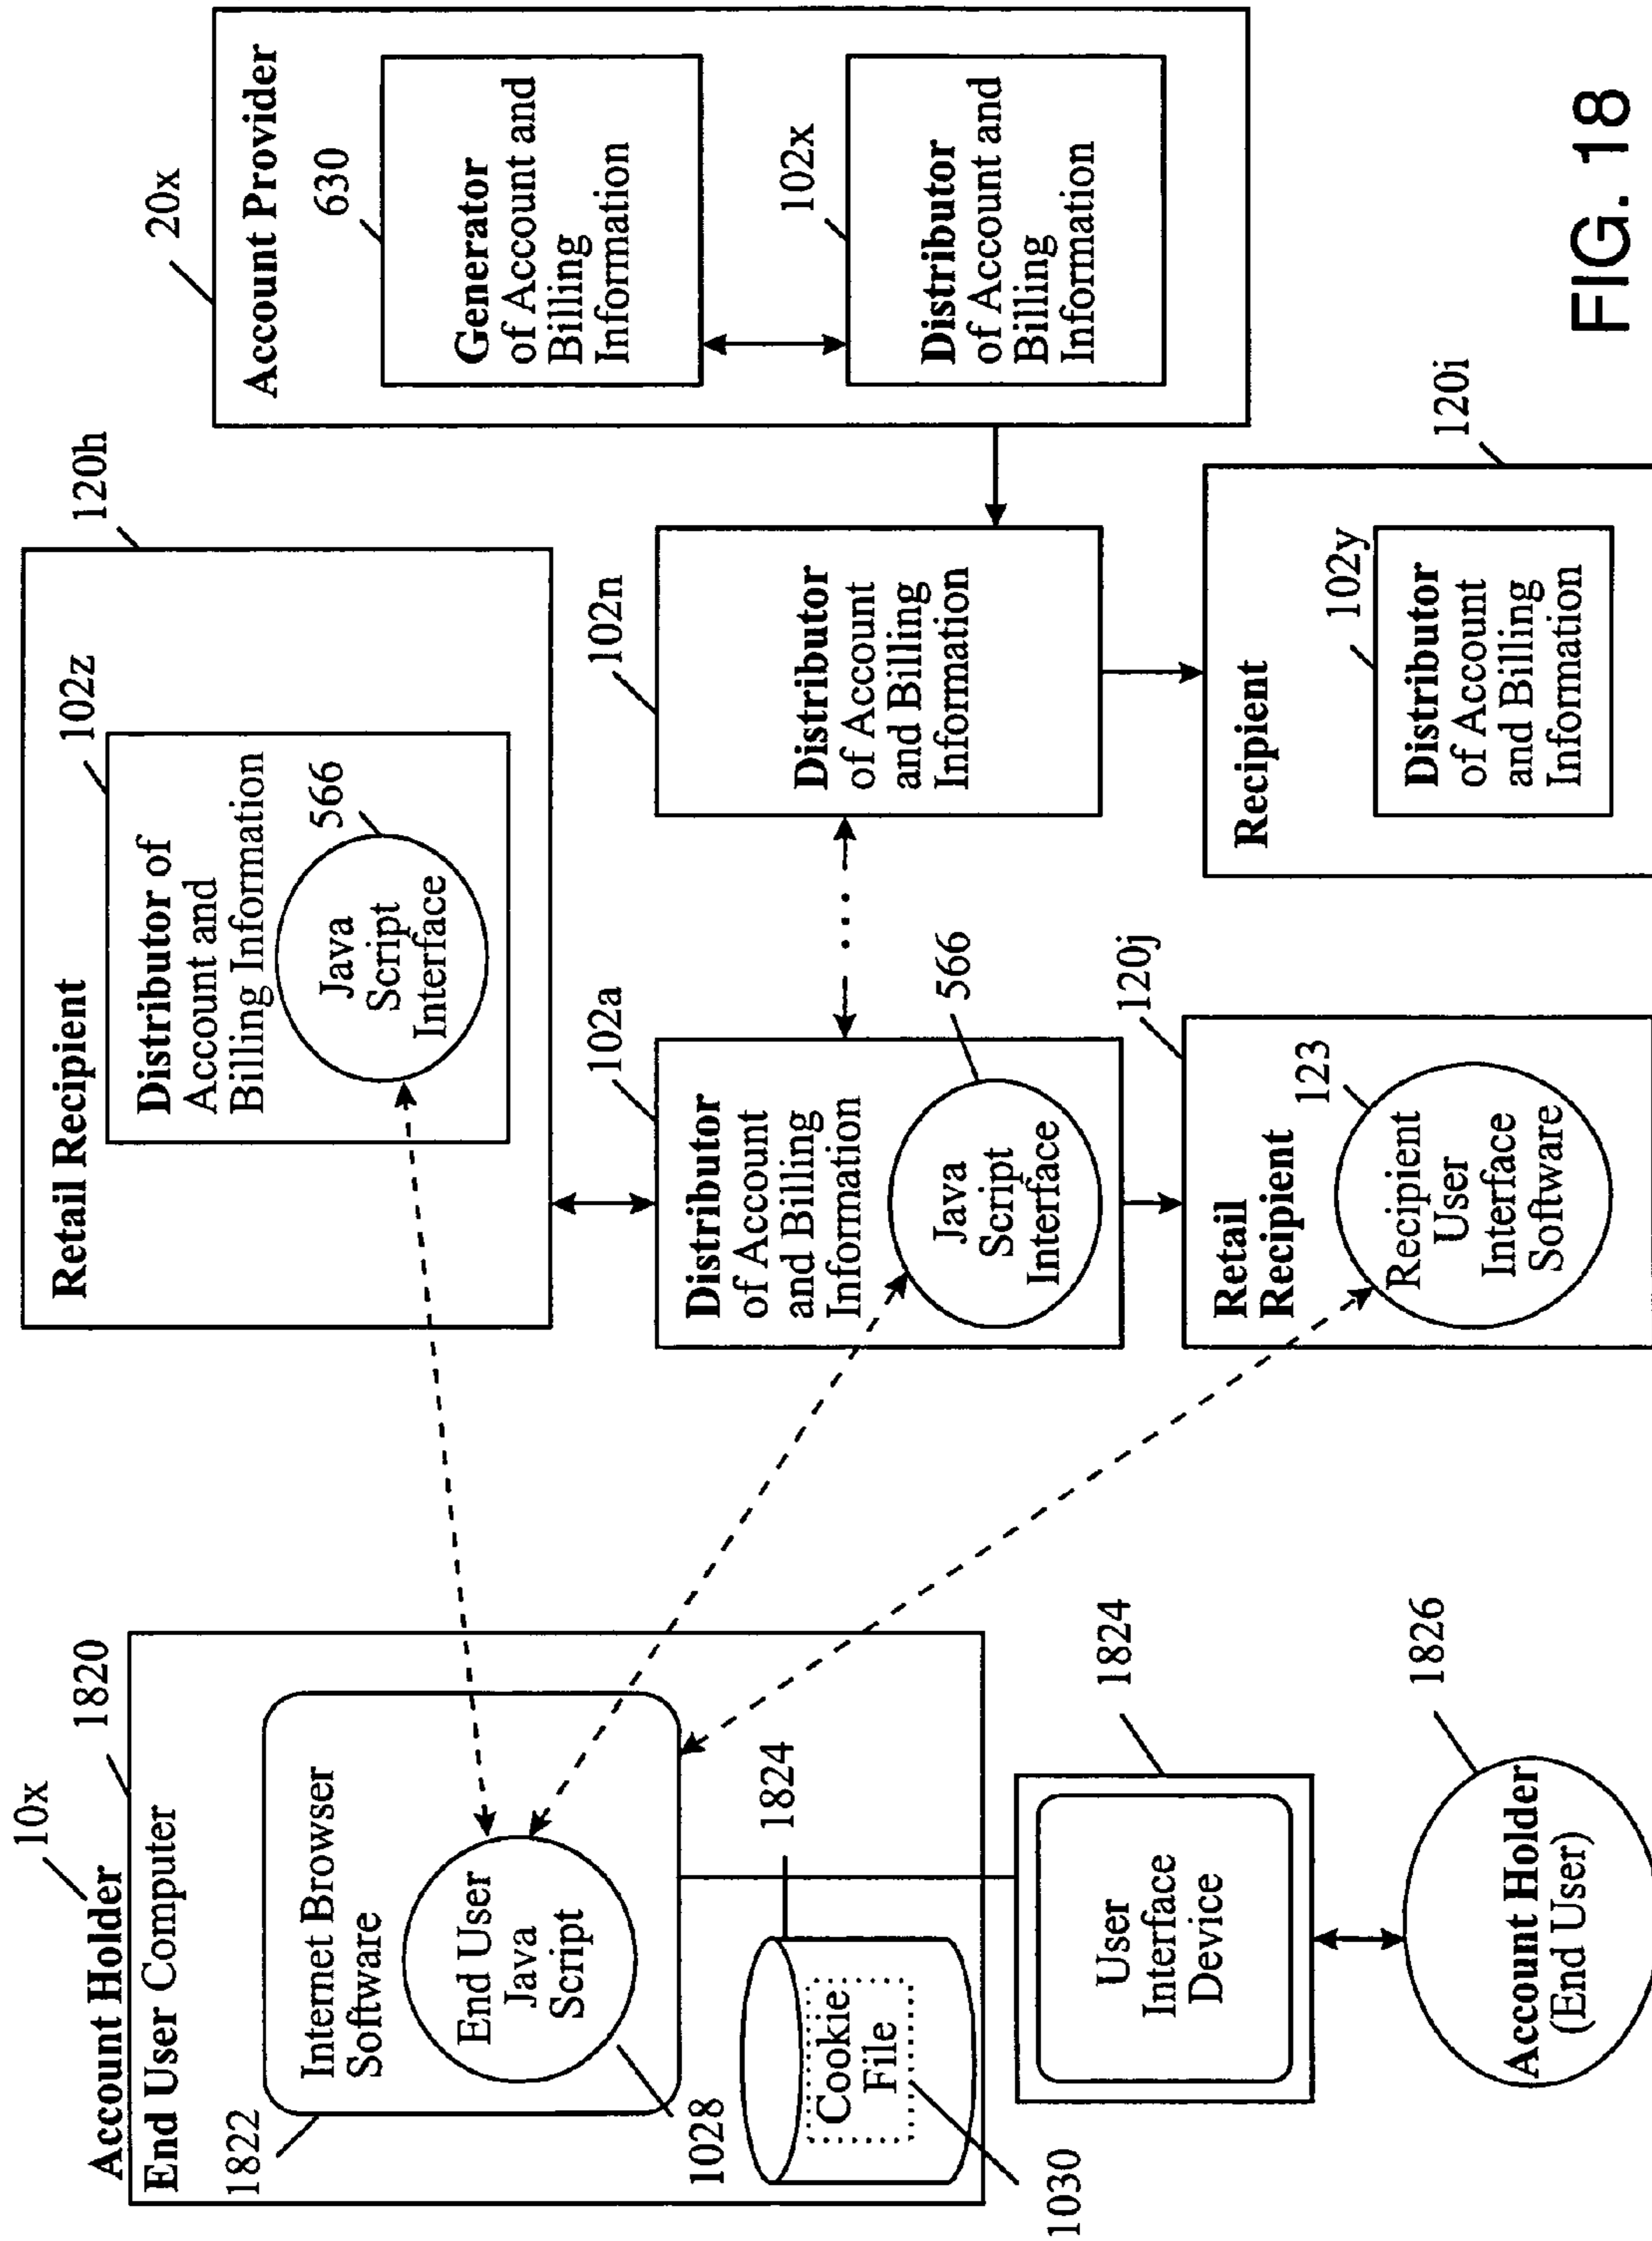 Account Holder
10x
End User Computer
1820
Internet Browser
Software
1822
End User
Java
Script
1028
1824
Cookie
File
1030
User
Interface
Device
1824
Account Holder
(End User)
1826
Retail Recipient
120h
Distributor of
Account and
Billing Information
102z
Java
Script
Interface
566
Distributor
of Account
and Billing
Information
102a
Java
Script
Interface
566
Retail
Recipient
120j
Recipient
User
Interface
Software
123
Distributor
of Account
and Billing
Information
102n
Recipient
120i
Distributor
of Account
and Billing
Information
102y
Account Provider
20x
Generator
of Account and
Billing
Information
630
Distributor
of Account and
Billing
Information
102x
FIG. 18